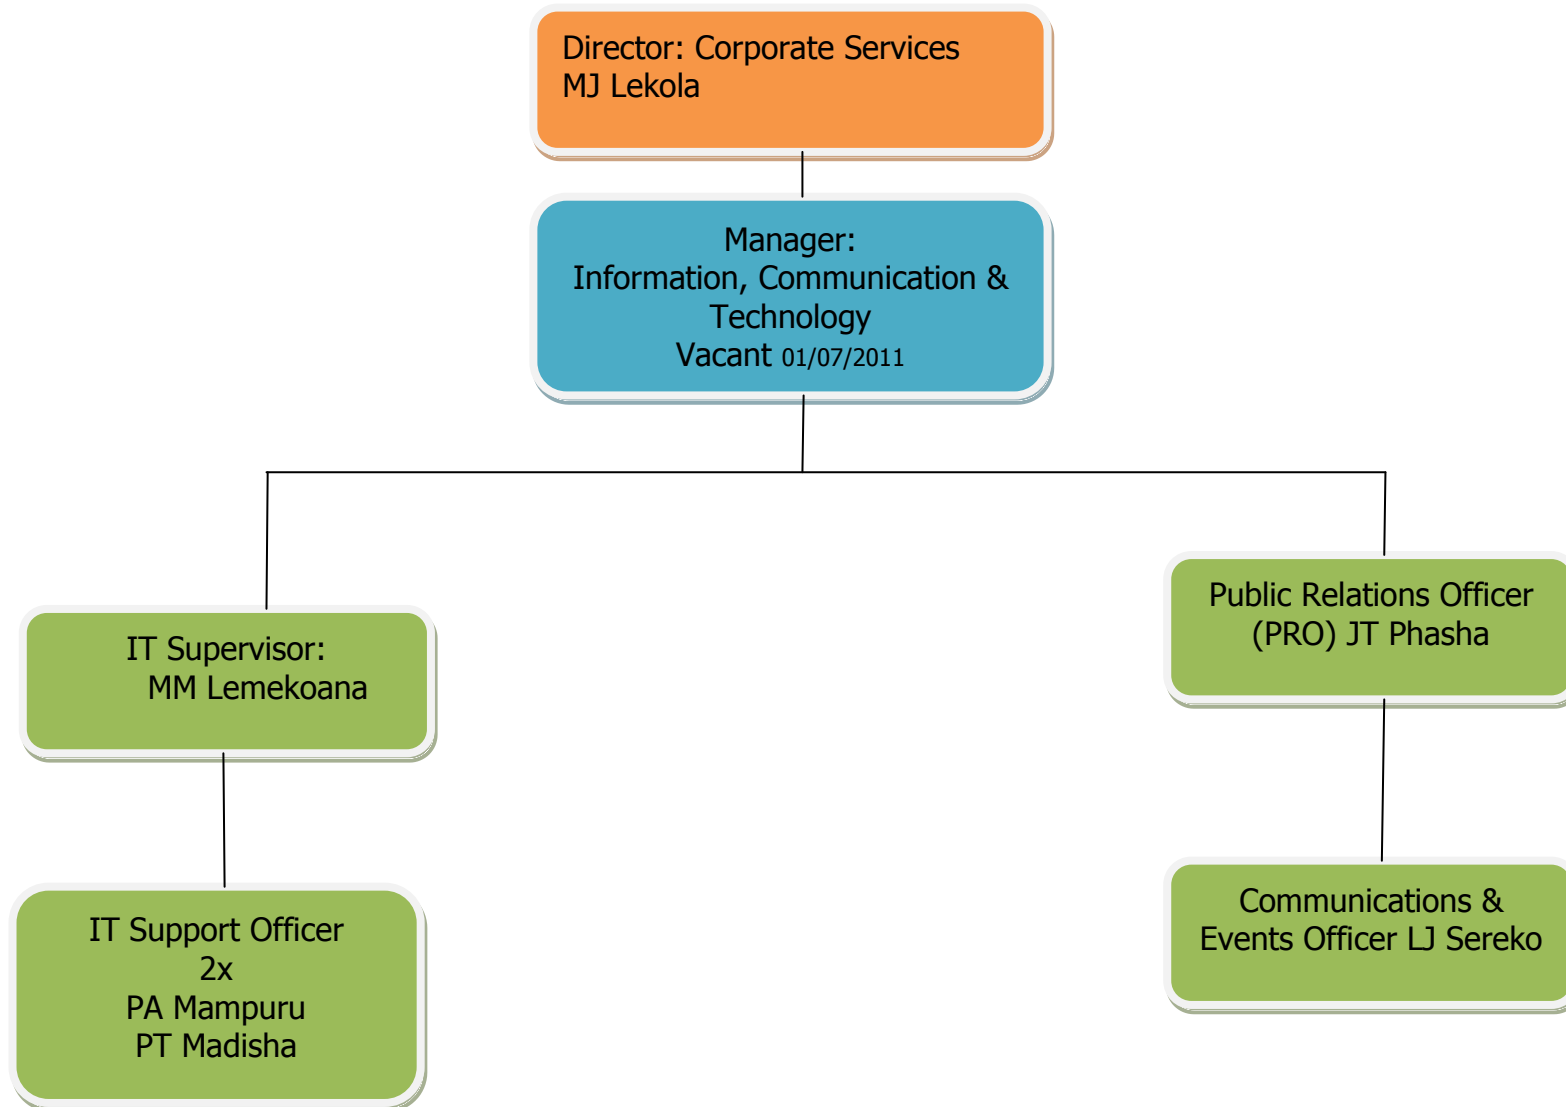 Director: Corporate Services
MJ Lekola
Manager:
Information, Communication &
Technology
Vacant 01/07/2011
IT Supervisor:
MM Lemekoana
IT Support Officer
2x
PA Mampuru
PT Madisha
Public Relations Officer
(PRO) JT Phasha
Communications &
Events Officer LJ Sereko